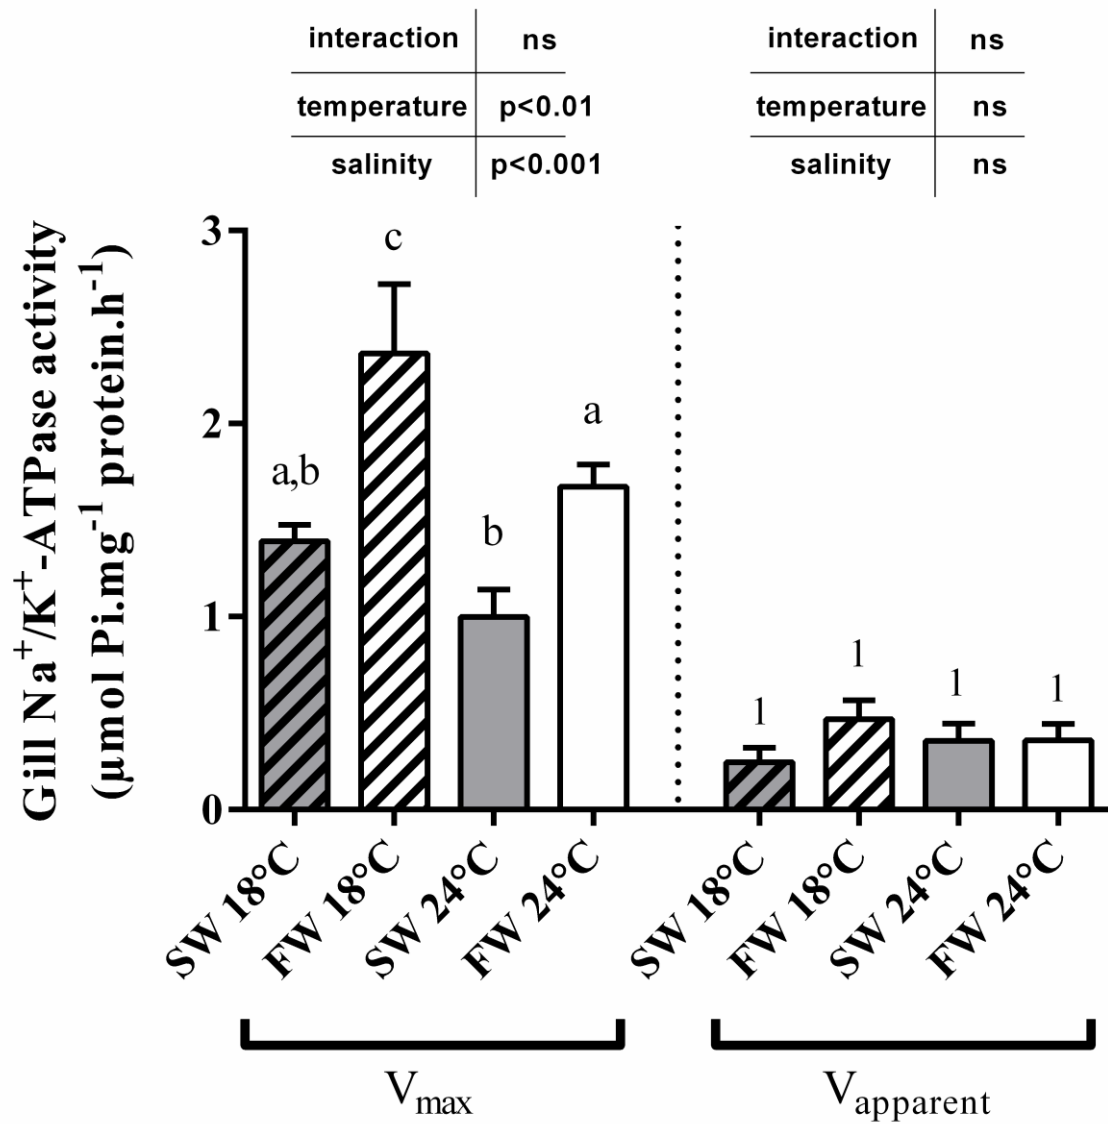 interaction ns
temperature p<0.01
salinity p<0.001
interaction ns
temperature ns
salinity ns
Gill Na⁺/K⁺-ATPase activity
(µmol Pi.mg⁻¹ protein.h⁻¹)
3
2
1
0
a,b
c
b
a
1
1
1
1
SW 18°C
FW 18°C
SW 24°C
FW 24°C
SW 18°C
FW 18°C
SW 24°C
FW 24°C
Vmax
Vapparent